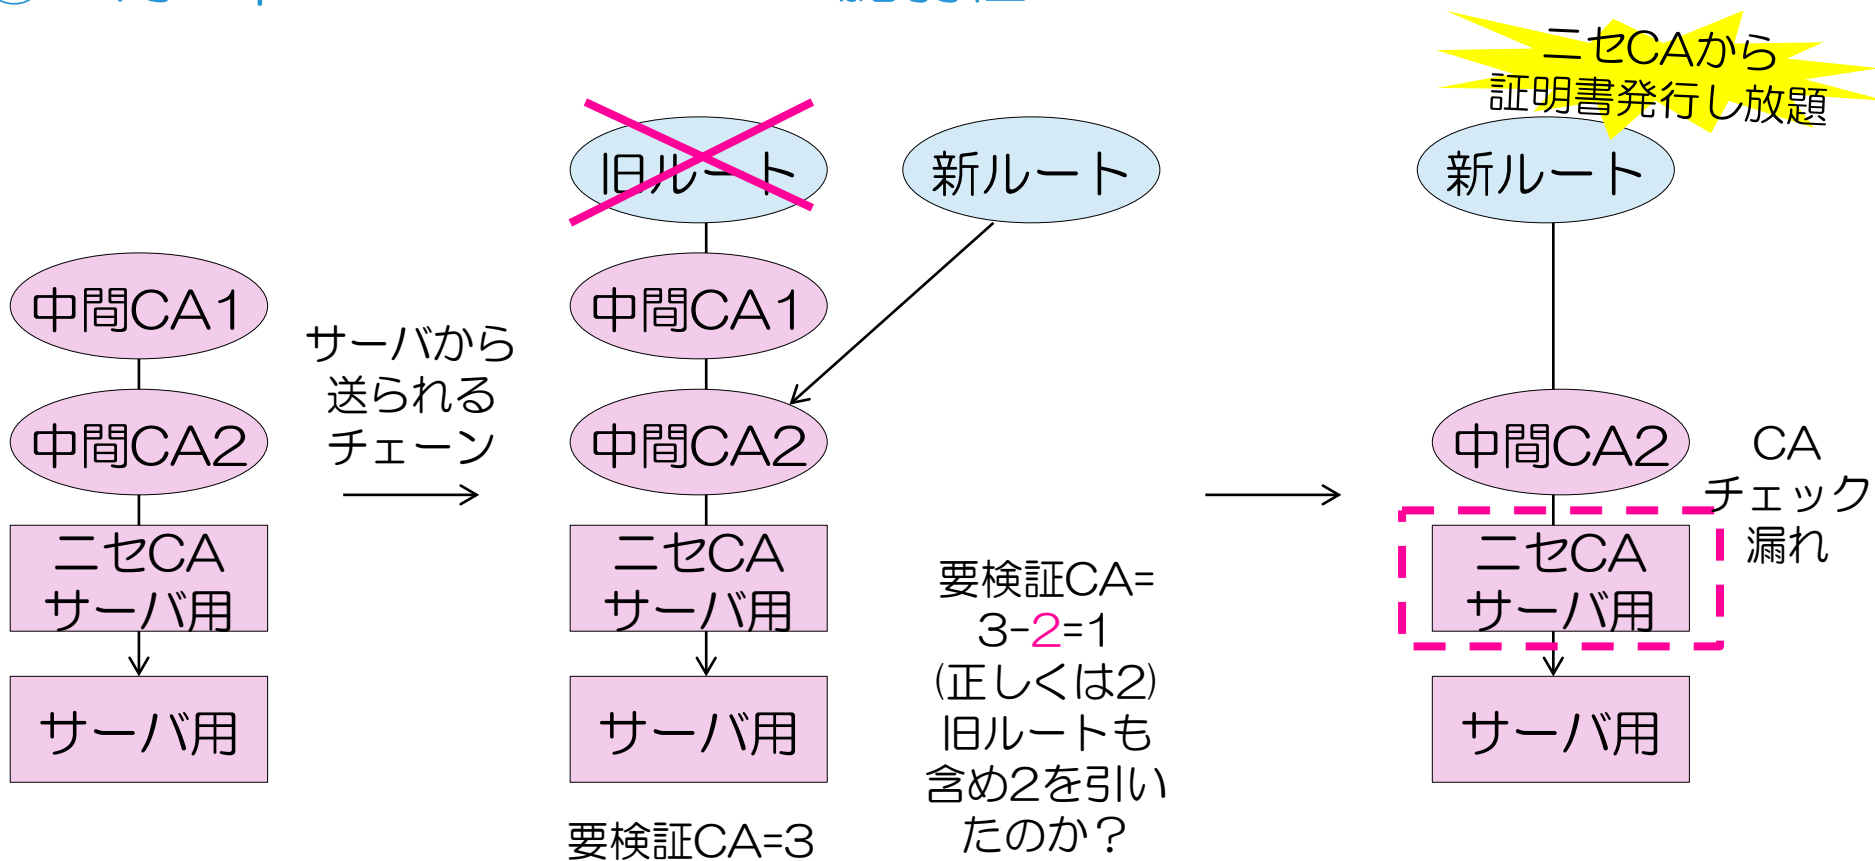 ニセCAから
証明書発行し放題
旧ルート
新ルート
新ルート
中間CA1
中間CA2
ニセCA
サーバ用
サーバ用
サーバから
送られる
チェーン
中間CA1
中間CA2
ニセCA
サーバ用
サーバ用
要検証CA=3
要検証CA=
3-2=1
(正しくは2)
旧ルートも
含め2を引い
たのか？
中間CA2
ニセCA
サーバ用
サーバ用
CA
チェック
漏れ